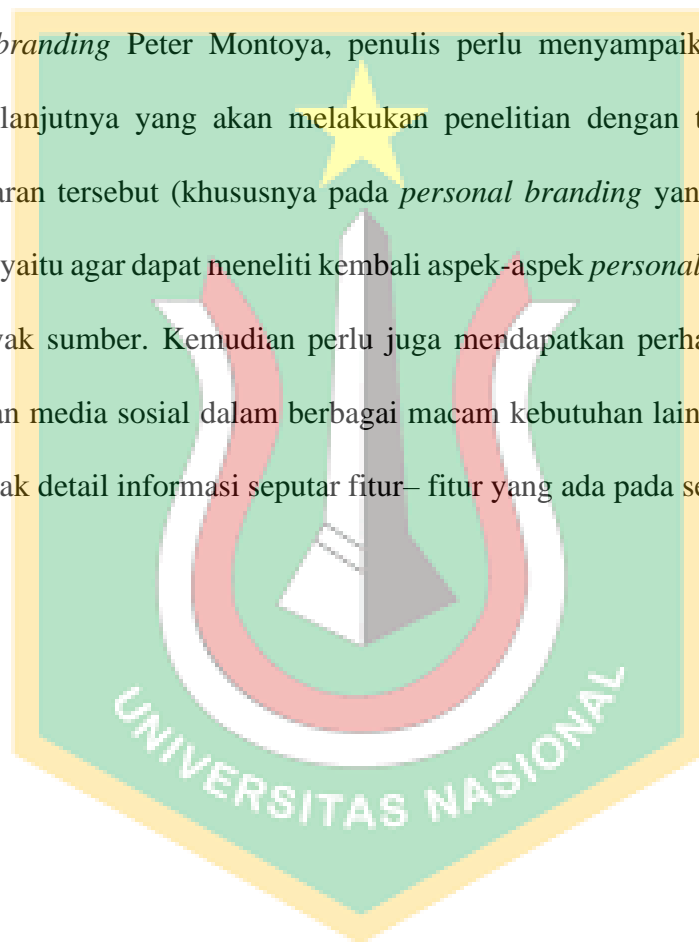 branding Peter Montoya, penulis perlu menyampaik
lanjutnya yang akan melakukan penelitian dengan t
aran tersebut (khususnya pada personal branding yan
yaitu agar dapat meneliti kembali aspek-aspek personal
yak sumber. Kemudian perlu juga mendapatkan perha
an media sosial dalam berbagai macam kebutuhan lain
ak detail informasi seputar fitur– fitur yang ada pada se
UNIVERSITAS NASIONAL